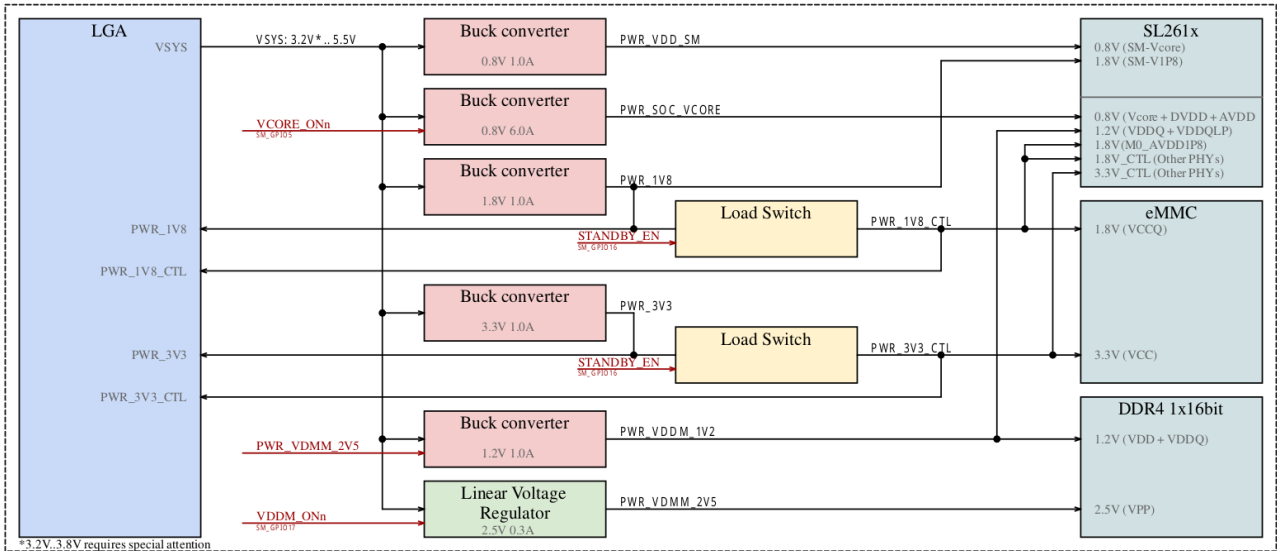 LGA
VSYS
VSYS: 3.2V*.. 5.5V
Buck converter
0.8V 1.0A
PWR_VDD_SM
SL261x
0.8V (SM-Vcore)
1.8V (SM-V1P8)
VCORE_ONn
SM_GPIO5
Buck converter
0.8V 6.0A
PWR_SOC_VCORE
0.8V (Vcore + DVDD + AVDD
1.2V (VDDQ + VDDQLP)
1.8V(M0_AVDD1P8)
1.8V_CTL (Other PHYs)
3.3V_CTL (Other PHYs)
Buck converter
1.8V 1.0A
PWR_1V8
PWR_1V8
STANDBY_EN
SM_GPIO16
Load Switch
PWR_1V8_CTL
eMMC
1.8V (VCCQ)
PWR_1V8_CTL
Buck converter
3.3V 1.0A
PWR_3V3
PWR_3V3
STANDBY_EN
SM_GPIO16
Load Switch
PWR_3V3_CTL
3.3V (VCC)
PWR_3V3_CTL
PWR_VDMM_2V5
Buck converter
1.2V 1.0A
PWR_VDDM_1V2
DDR4 1x16bit
1.2V (VDD + VDDQ)
VDDM_ONn
SM_GPIO17
Linear Voltage
Regulator
2.5V 0.3A
PWR_VDMM_2V5
2.5V (VPP)
*3.2V..3.8V requires special attention